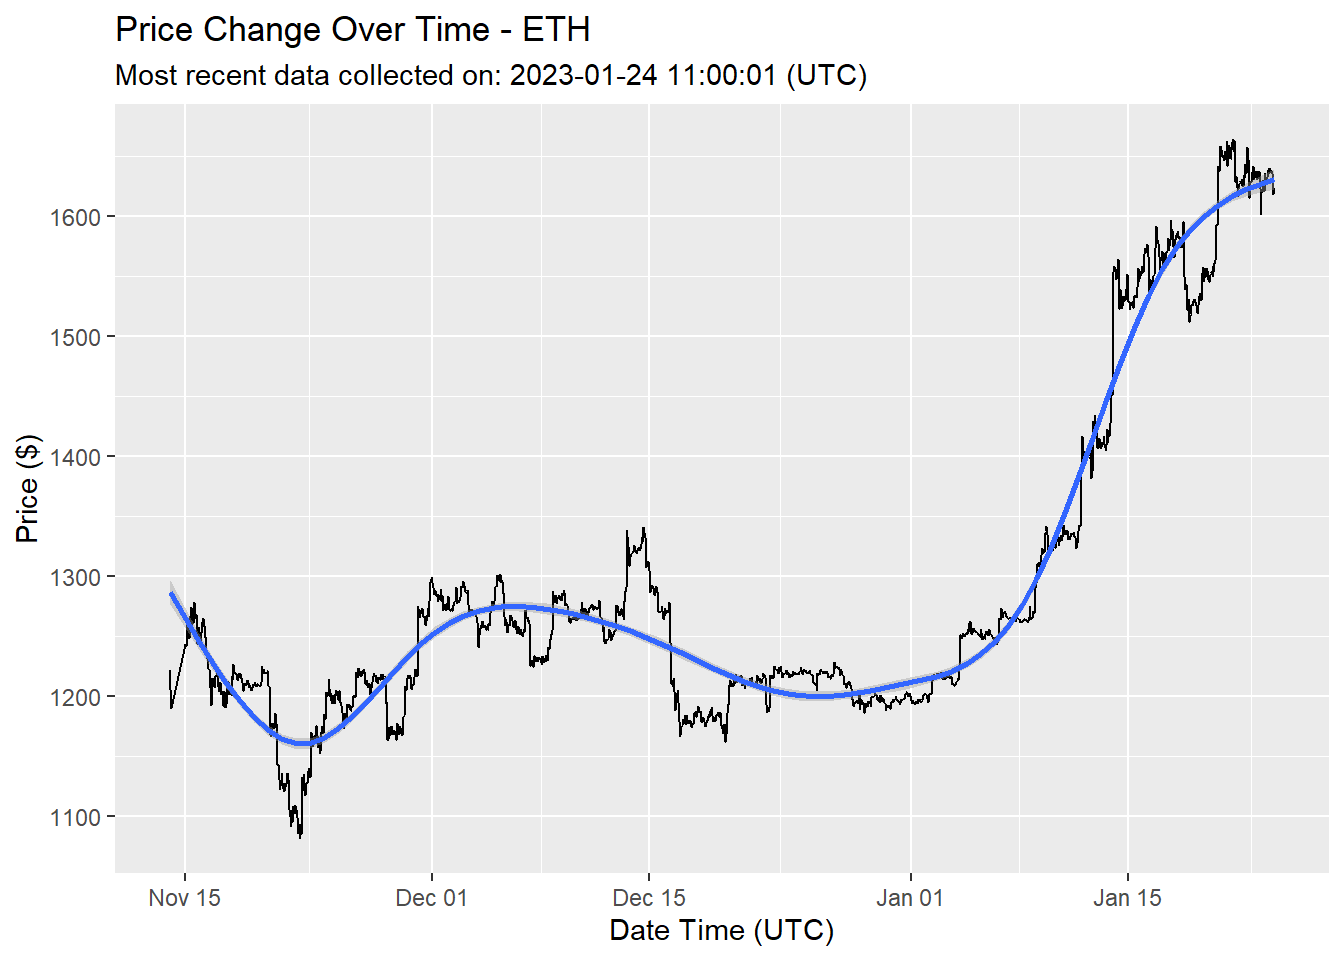 Price Change Over Time - ETH
Most recent data collected on: 2023-01-24 11:00:01 (UTC)
Price ($)
1600
1500
1400
1300
1200
1100
Nov 15
Dec 01
Dec 15
Jan 01
Jan 15
Date Time (UTC)